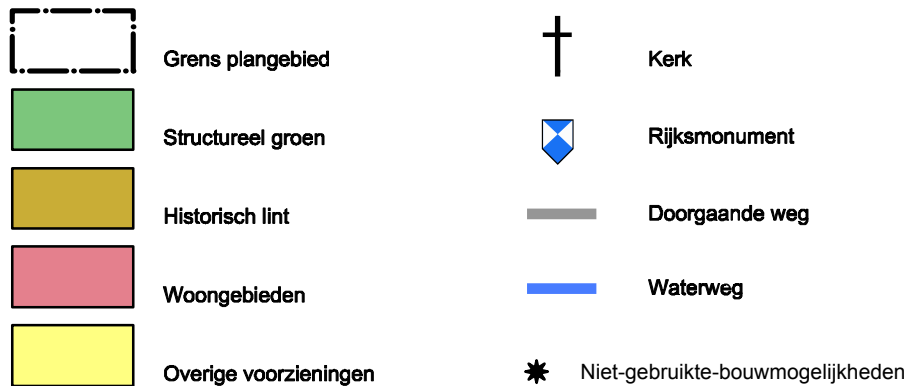 Grens plangebied
Structureel groen
Historisch lint
Woongebieden
Overige voorzieningen
Kerk
Rijksmonument
Doorgaande weg
Waterweg
Niet-gebruikte-bouwmogelijkheden